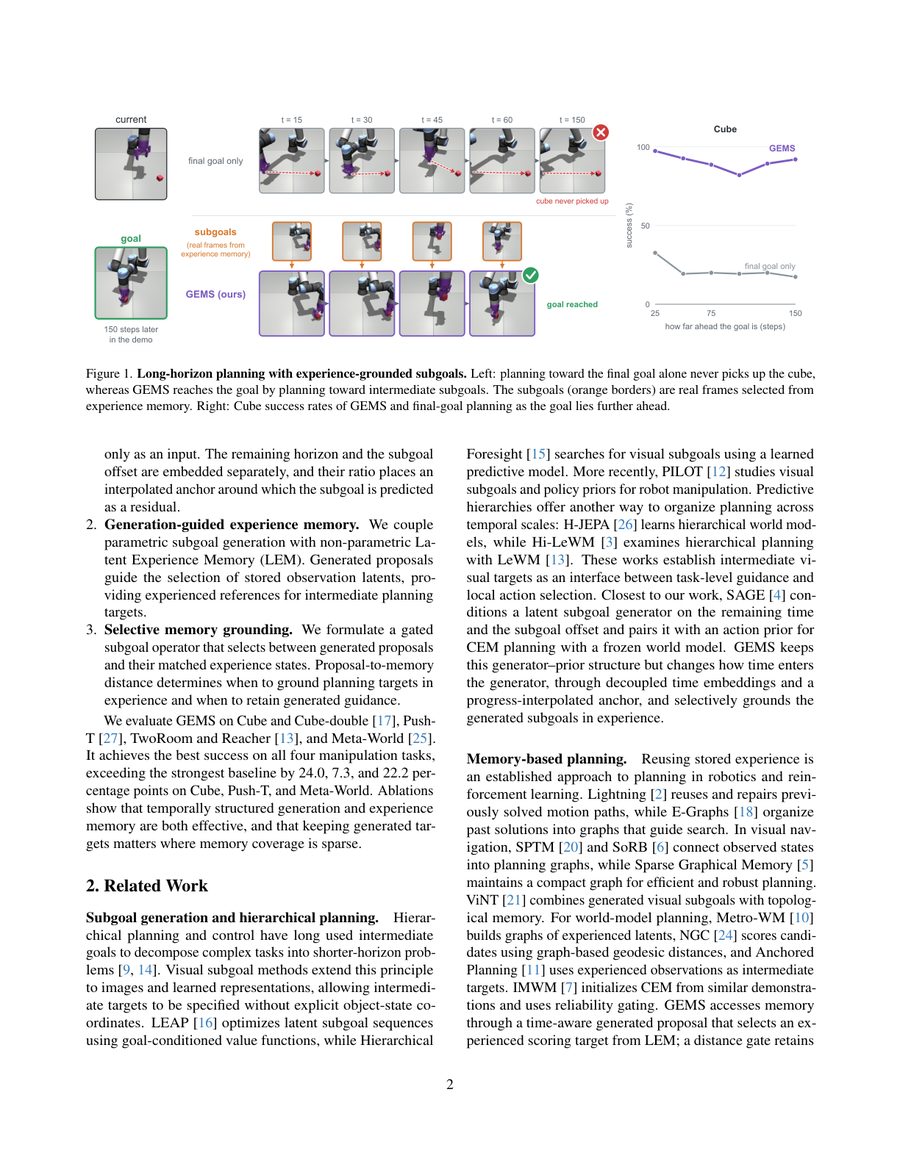 current
t = 15
t = 30
t = 45
t = 60
t = 150
final goal only
cube never picked up
goal
subgoals
(real frames from
experience memory)
GEMS (ours)
goal reached
150 steps later
in the demo
Cube
100
GEMS
success (%)
50
final goal only
0
25
75
150
how far ahead the goal is (steps)
Figure 1. Long-horizon planning with experience-grounded subgoals. Left: planning toward the final goal alone never picks up the cube,
whereas GEMS reaches the goal by planning toward intermediate subgoals. The subgoals (orange borders) are real frames selected from
experience memory. Right: Cube success rates of GEMS and final-goal planning as the goal lies further ahead.
only as an input. The remaining horizon and the subgoal
offset are embedded separately, and their ratio places an
interpolated anchor around which the subgoal is predicted
as a residual.
2. Generation-guided experience memory. We couple
parametric subgoal generation with non-parametric La-
tent Experience Memory (LEM). Generated proposals
guide the selection of stored observation latents, pro-
viding experienced references for intermediate planning
targets.
3. Selective memory grounding. We formulate a gated
subgoal operator that selects between generated proposals
and their matched experience states. Proposal-to-memory
distance determines when to ground planning targets in
experience and when to retain generated guidance.
We evaluate GEMS on Cube and Cube-double [17], Push-
T [27], TwoRoom and Reacher [13], and Meta-World [25].
It achieves the best success on all four manipulation tasks,
exceeding the strongest baseline by 24.0, 7.3, and 22.2 per-
centage points on Cube, Push-T, and Meta-World. Ablations
show that temporally structured generation and experience
memory are both effective, and that keeping generated tar-
gets matters where memory coverage is sparse.
2. Related Work
Subgoal generation and hierarchical planning. Hierar-
chical planning and control have long used intermediate
goals to decompose complex tasks into shorter-horizon prob-
lems [9, 14]. Visual subgoal methods extend this principle
to images and learned representations, allowing intermedi-
ate targets to be specified without explicit object-state co-
ordinates. LEAP [16] optimizes latent subgoal sequences
using goal-conditioned value functions, while Hierarchical
Foresight [15] searches for visual subgoals using a learned
predictive model. More recently, PILOT [12] studies visual
subgoals and policy priors for robot manipulation. Predictive
hierarchies offer another way to organize planning across
temporal scales: H-JEPA [26] learns hierarchical world mod-
els, while Hi-LeWM [3] examines hierarchical planning
with LeWM [13]. These works establish intermediate vi-
sual targets as an interface between task-level guidance and
local action selection. Closest to our work, SAGE [4] con-
ditions a latent subgoal generator on the remaining time
and the subgoal offset and pairs it with an action prior for
CEM planning with a frozen world model. GEMS keeps
this generator–prior structure but changes how time enters
the generator, through decoupled time embeddings and a
progress-interpolated anchor, and selectively grounds the
generated subgoals in experience.
Memory-based planning. Reusing stored experience is
an established approach to planning in robotics and rein-
forcement learning. Lightning [2] reuses and repairs previ-
ously solved motion paths, while E-Graphs [18] organize
past solutions into graphs that guide search. In visual nav-
igation, SPTM [20] and SoRB [6] connect observed states
into planning graphs, while Sparse Graphical Memory [5]
maintains a compact graph for efficient and robust planning.
ViNT [21] combines generated visual subgoals with topolog-
ical memory. For world-model planning, Metro-WM [10]
builds graphs of experienced latents, NGC [24] scores candi-
dates using graph-based geodesic distances, and Anchored
Planning [11] uses experienced observations as intermediate
targets. IMWM [7] initializes CEM from similar demonstra-
tions and uses reliability gating. GEMS accesses memory
through a time-aware generated proposal that selects an ex-
perienced scoring target from LEM; a distance gate retains
2